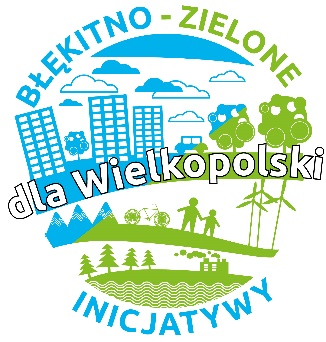 BŁĘKITNO - ZIELONE
dla Wielkopolski
INICJATYWY